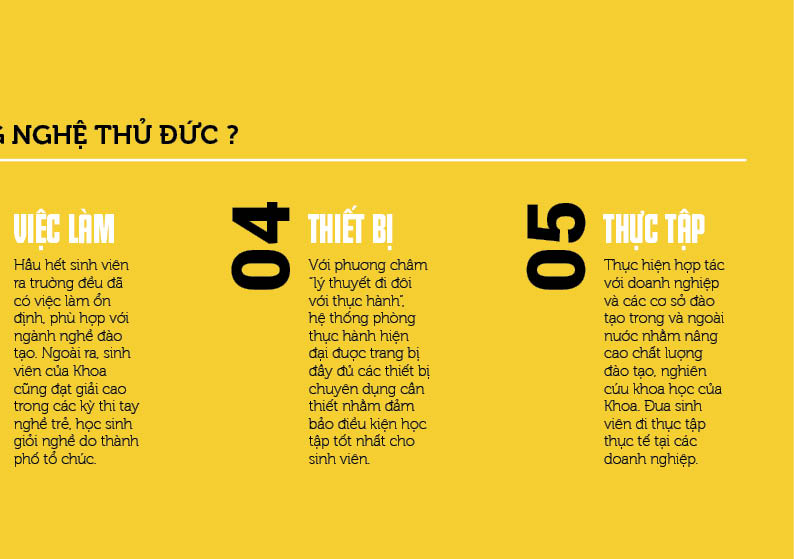 NGHỆ THỦ ĐỨC ?
VIỆC LÀM
Hầu hết sinh viên
ra trường đều đã
có việc làm ổn
định, phù hợp với
ngành nghề đào
tạo. Ngoài ra, sinh
viên của Khoa
cũng đạt giải cao
trong các kỳ thi tay
nghề trẻ, học sinh
giỏi nghề do thành
phố tổ chức.
04
THIẾT BỊ
Với phương châm
“lý thuyết đi đôi
với thực hành”,
hệ thống phòng
thực hành hiện
đại được trang bị
đầy đủ các thiết bị
chuyên dụng cần
thiết nhằm đảm
bảo điều kiện học
tập tốt nhất cho
sinh viên.
05
THỰC TẬP
Thực hiện hợp tác
với doanh nghiệp
và các cơ sở đào
tạo trong và ngoài
nước nhằm nâng
cao chất lượng
đào tạo, nghiên
cứu khoa học của
Khoa. Đưa sinh
viên đi thực tập
thực tế tại các
doanh nghiệp.